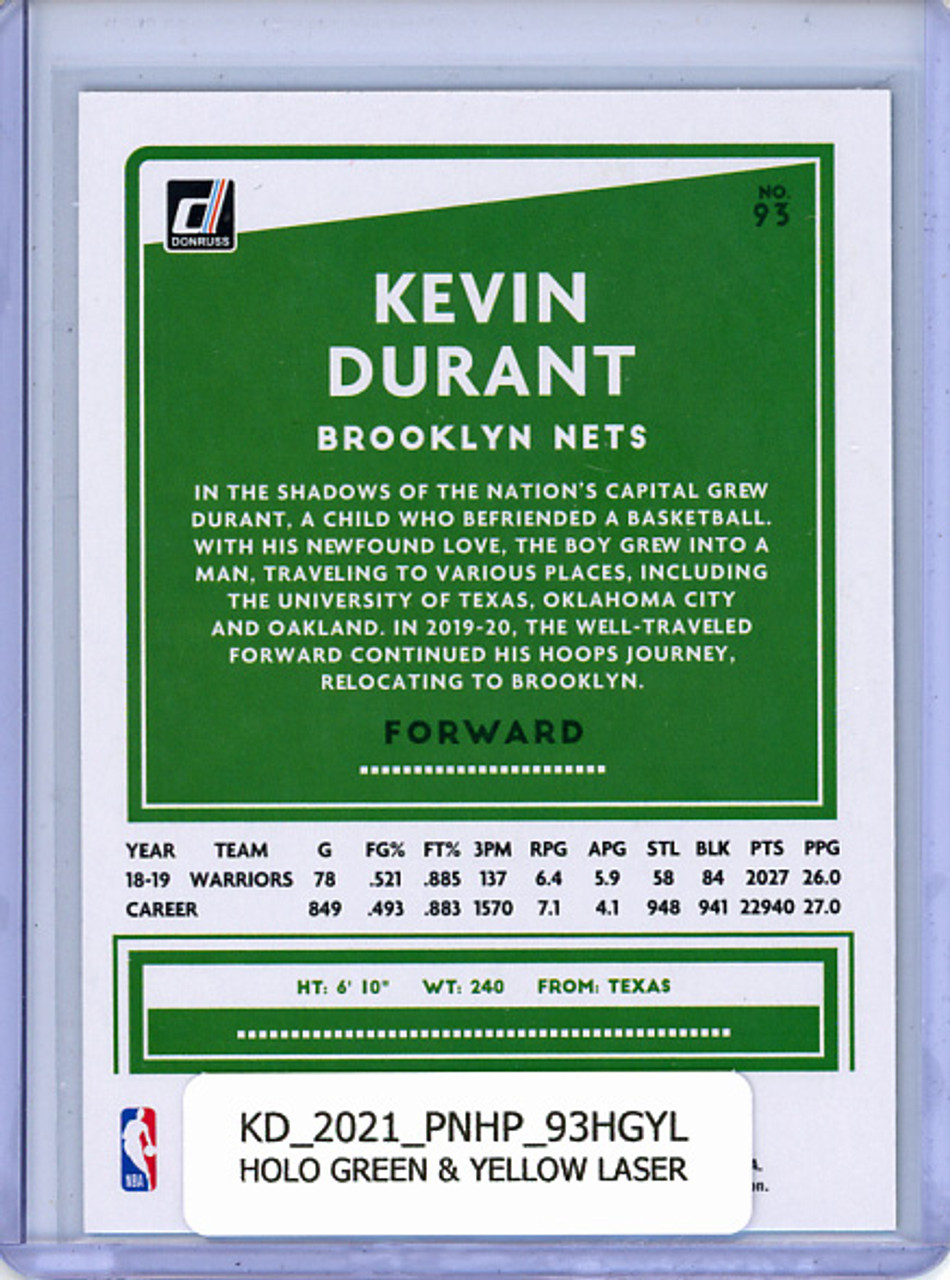 DONRUSS
NO.
93
KEVIN
DURANT
BROOKLYN NETS
IN THE SHADOWS OF THE NATION'S CAPITAL GREW
DURANT, A CHILD WHO BEFRIENDED A BASKETBALL.
WITH HIS NEWFOUND LOVE, THE BOY GREW INTO A
MAN, TRAVELING TO VARIOUS PLACES, INCLUDING
THE UNIVERSITY OF TEXAS, OKLAHOMA CITY
AND OAKLAND. IN 2019-20, THE WELL-TRAVELED
FORWARD CONTINUED HIS HOOPS JOURNEY,
RELOCATING TO BROOKLYN.
FORWARD
YEAR TEAM G FG% FT% 3PM RPG APG STL BLK PTS PPG
18-19 WARRIORS 78 .521 .885 137 6.4 5.9 58 84 2027 26.0
CAREER 849 .493 .883 1570 7.1 4.1 948 941 22940 27.0
HT: 6' 10" WT: 240 FROM: TEXAS
KD_2021_PNHP_93HGYL
HOLO GREEN & YELLOW LASER
NBA